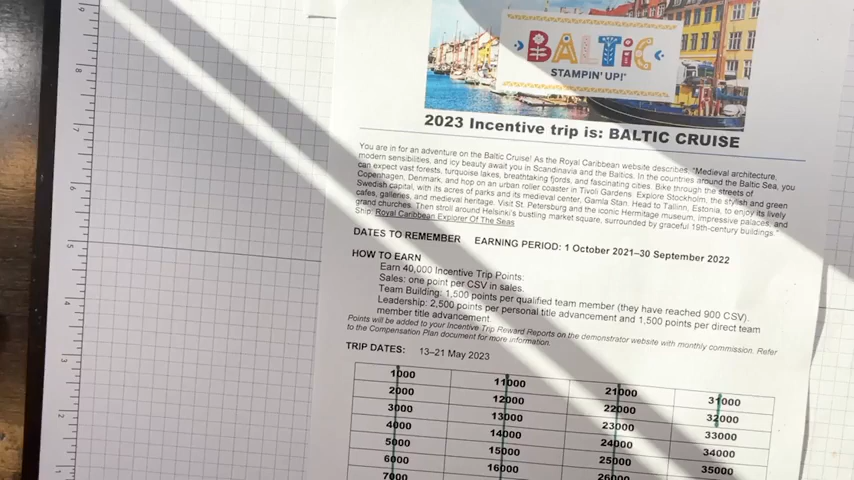 BALTIC
STAMPIN' UP!®
2023 Incentive trip is: BALTIC CRUISE
You are in for an adventure on the Baltic Cruise! As the Royal Caribbean website describes, "Medieval architecture,
modern sensibilities, and icy beauty await you in Scandinavia and the Baltics. In the countries around the Baltic Sea, you
can expect vast forests, turquoise lakes, breathtaking fjords, and fascinating cities. Bike through the streets of
Copenhagen, Denmark, and hop on an urban roller coaster in Tivoli Gardens. Explore Stockholm, the stylish and green
Swedish capital, with its acres of parks and its medieval center, Gamla Stan. Head to Tallinn, Estonia, to enjoy its lively
cafes, galleries, and medieval heritage. Visit St. Petersburg and the iconic Hermitage museum, impressive palaces, and
grand churches. Then stroll around Helsinki's bustling market square, surrounded by graceful 19th-century buildings."
Ship: Royal Caribbean Explorer Of The Seas
DATES TO REMEMBER EARNING PERIOD: 1 October 2021–30 September 2022
HOW TO EARN
Earn 40,000 Incentive Trip Points:
Sales: one point per CSV in sales.
Team Building: 1,500 points per qualified team member (they have reached 900 CSV).
Leadership: 2,500 points per personal title advancement and 1,500 points per direct team
member title advancement.
Points will be added to your Incentive Trip Reward Reports on the demonstrator website with monthly commission. Refer
to the Compensation Plan document for more information.
TRIP DATES: 13–21 May 2023
1000 11000 21000 31000
2000 12000 22000 32000
3000 13000 23000 33000
4000 14000 24000 34000
5000 15000 25000 35000
6000 16000 26000
7000
9
8
7
6
5
4
3
2
1